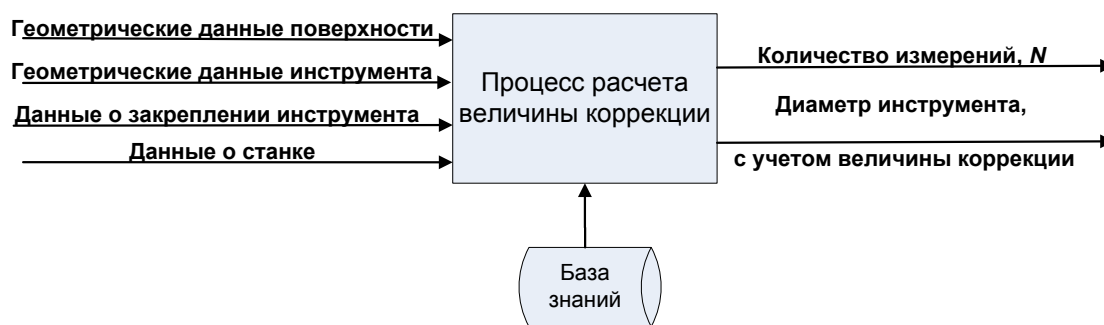 Геометрические данные поверхности
Геометрические данные инструмента
Данные о закреплении инструмента
Данные о станке
Процесс расчета
величины коррекции
Количество измерений, N
Диаметр инструмента,
с учетом величины коррекции
База
знаний